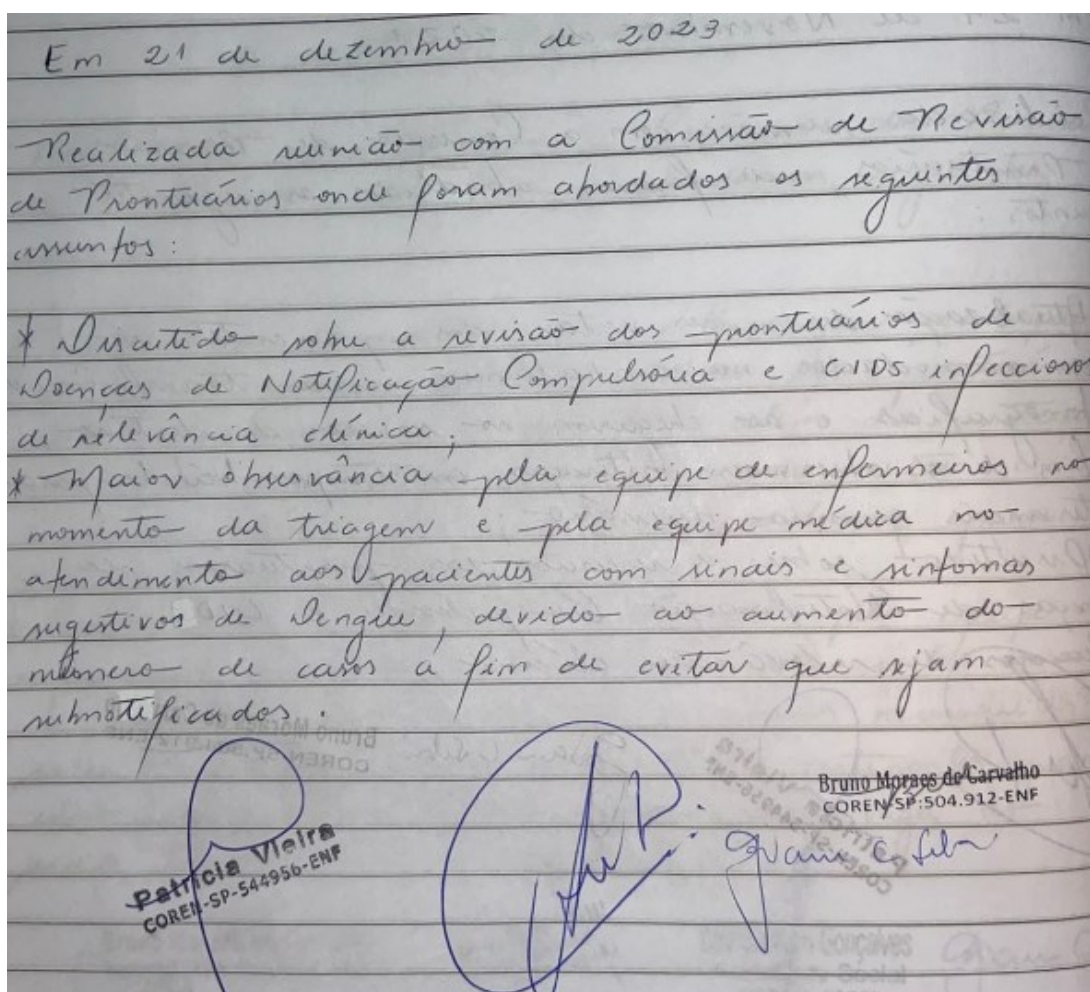 Em 21 de dezembro de 2023
Realizada reunião com a Comissão de Revisão
de Prontuários onde foram abordados os seguintes
assuntos:
* Discutido sobre a revisão dos prontuários de
Doenças de Notificação Compulsória e CIDS infecciosos
de relevância clínica;
* Maior observância pela equipe de enfermeiros no
momento da triagem e pela equipe médica no
atendimento aos pacientes com sinais e sintomas
sugestivos de Dengue, devido ao aumento do
número de casos a fim de evitar que sejam
subnotificados.
Bruno Moraes de Carvalho
COREN-SP:504.912-ENF
Patricia Vieira
COREN-SP-544956-ENF